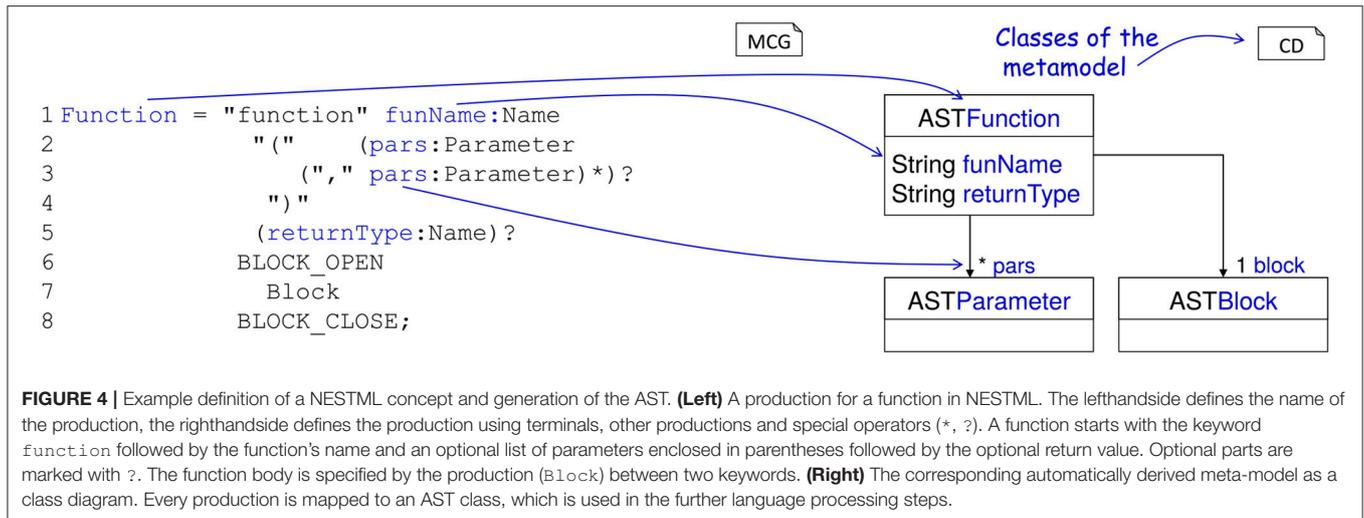 MCG
Classes of the
metamodel
CD
1 Function = "function" funName:Name
2 "(" (pars:Parameter
3 ("," pars:Parameter)*)?
4 ")"
5 (returnType:Name)?
6 BLOCK_OPEN
7 Block
8 BLOCK_CLOSE;
ASTFunction
String funName
String returnType
* pars
1 block
ASTParameter
ASTBlock
FIGURE 4 | Example definition of a NESTML concept and generation of the AST. (Left) A production for a function in NESTML. The lefthandside defines the name of
the production, the righthandside defines the production using terminals, other productions and special operators (*, ?). A function starts with the keyword
function followed by the function's name and an optional list of parameters enclosed in parentheses followed by the optional return value. Optional parts are
marked with ?. The function body is specified by the production (Block) between two keywords. (Right) The corresponding automatically derived meta-model as a
class diagram. Every production is mapped to an AST class, which is used in the further language processing steps.